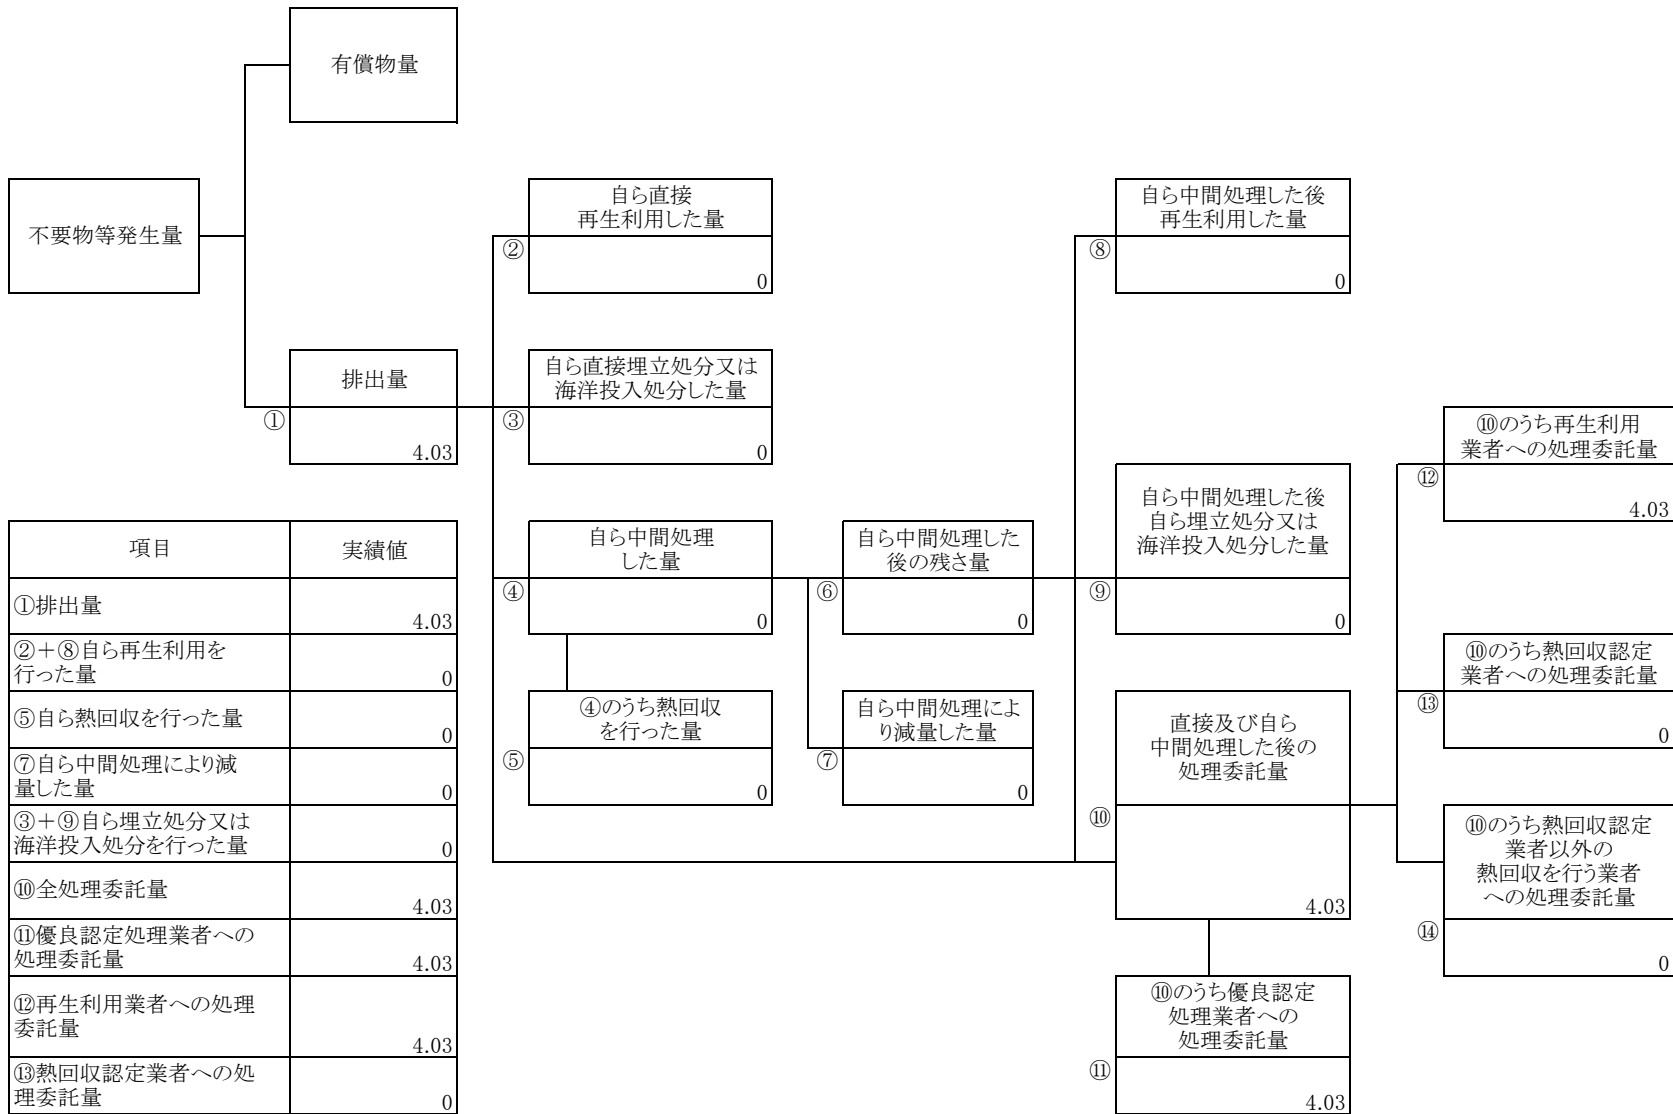 有償物量
不要物等発生量
自ら直接
再生利用した量
②
0
自ら中間処理した後
再生利用した量
⑧
0
排出量
①
4.03
自ら直接埋立処分又は
海洋投入処分した量
③
0
⑩のうち再生利用
業者への処理委託量
⑫
4.03
自ら中間処理した後
自ら埋立処分又は
海洋投入処分した量
⑨
0
自ら中間処理
した量
④
0
自ら中間処理した
後の残さ量
⑥
0
⑩のうち熱回収認定
業者への処理委託量
⑬
0
④のうち熱回収
を行った量
⑤
0
自ら中間処理によ
り減量した量
⑦
0
直接及び自ら
中間処理した後の
処理委託量
⑩
4.03
⑩のうち熱回収認定
業者以外の
熱回収を行う業者
への処理委託量
⑭
0
⑩のうち優良認定
処理業者への
処理委託量
⑪
4.03
項目 実績値
①排出量 4.03
②＋⑧自ら再生利用を
行った量 0
⑤自ら熱回収を行った量 0
⑦自ら中間処理により減
量した量 0
③＋⑨自ら埋立処分又は
海洋投入処分を行った量 0
⑩全処理委託量 4.03
⑪優良認定処理業者への
処理委託量 4.03
⑫再生利用業者への処理
委託量 4.03
⑬熱回収認定業者への処
理委託量 0